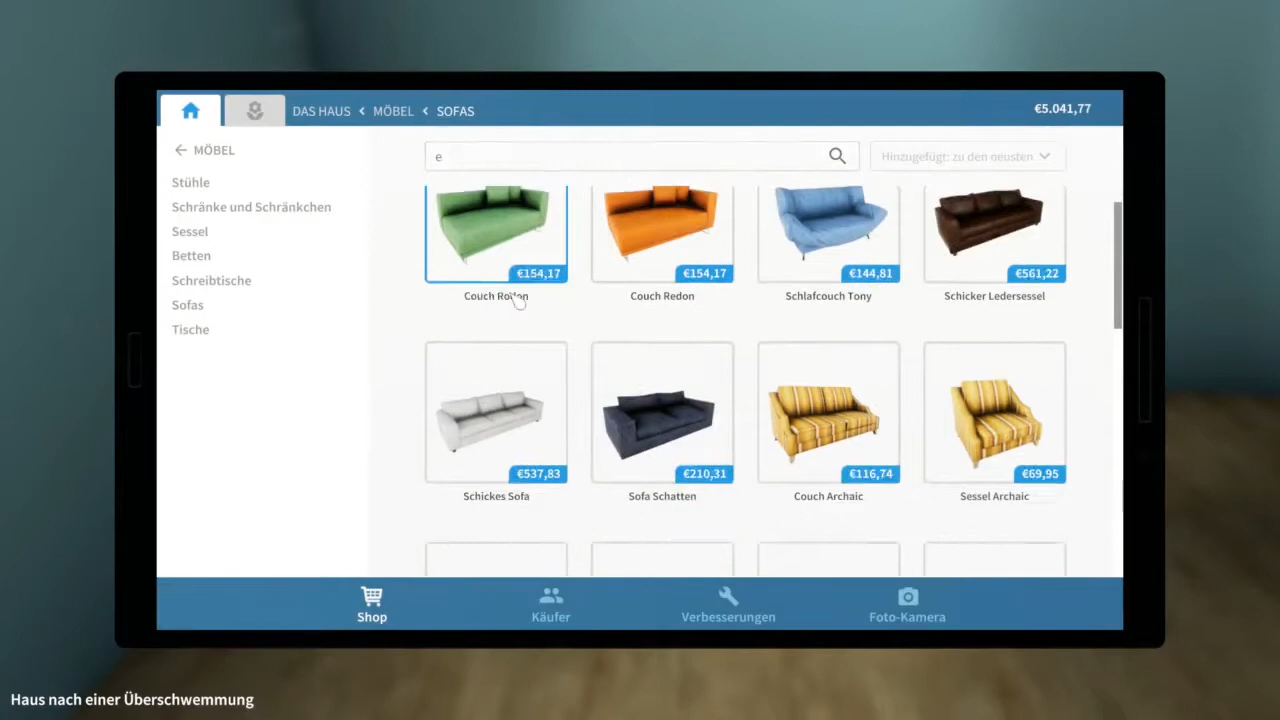 DAS HAUS < MÖBEL < SOFAS
€5.041,77
MÖBEL
Stühle
Schränke und Schränkchen
Sessel
Betten
Schreibtische
Sofas
Tische
e
Hinzugefügt: zu den neusten
€154,17
€154,17
€144,81
€561,22
Couch Redon
Couch Redon
Schlafcouch Tony
Schicker Ledersessel
€537,83
€210,31
€116,74
€69,95
Schickes Sofa
Sofa Schatten
Couch Archaic
Sessel Archaic
Shop
Käufer
Verbesserungen
Foto-Kamera
Haus nach einer Überschwemmung